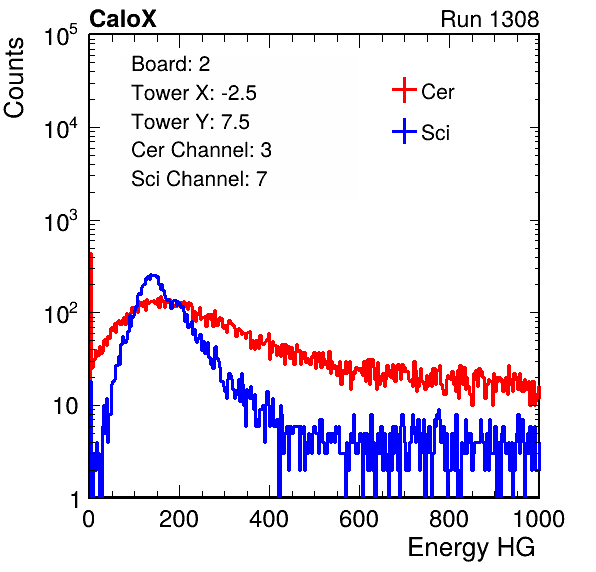 CaloX Run 1308
Counts
Board: 2
Tower X: -2.5
Tower Y: 7.5
Cer Channel: 3
Sci Channel: 7
Cer
Sci
10^5
10^4
10^3
10^2
10
1
0 200 400 600 800 1000
Energy HG